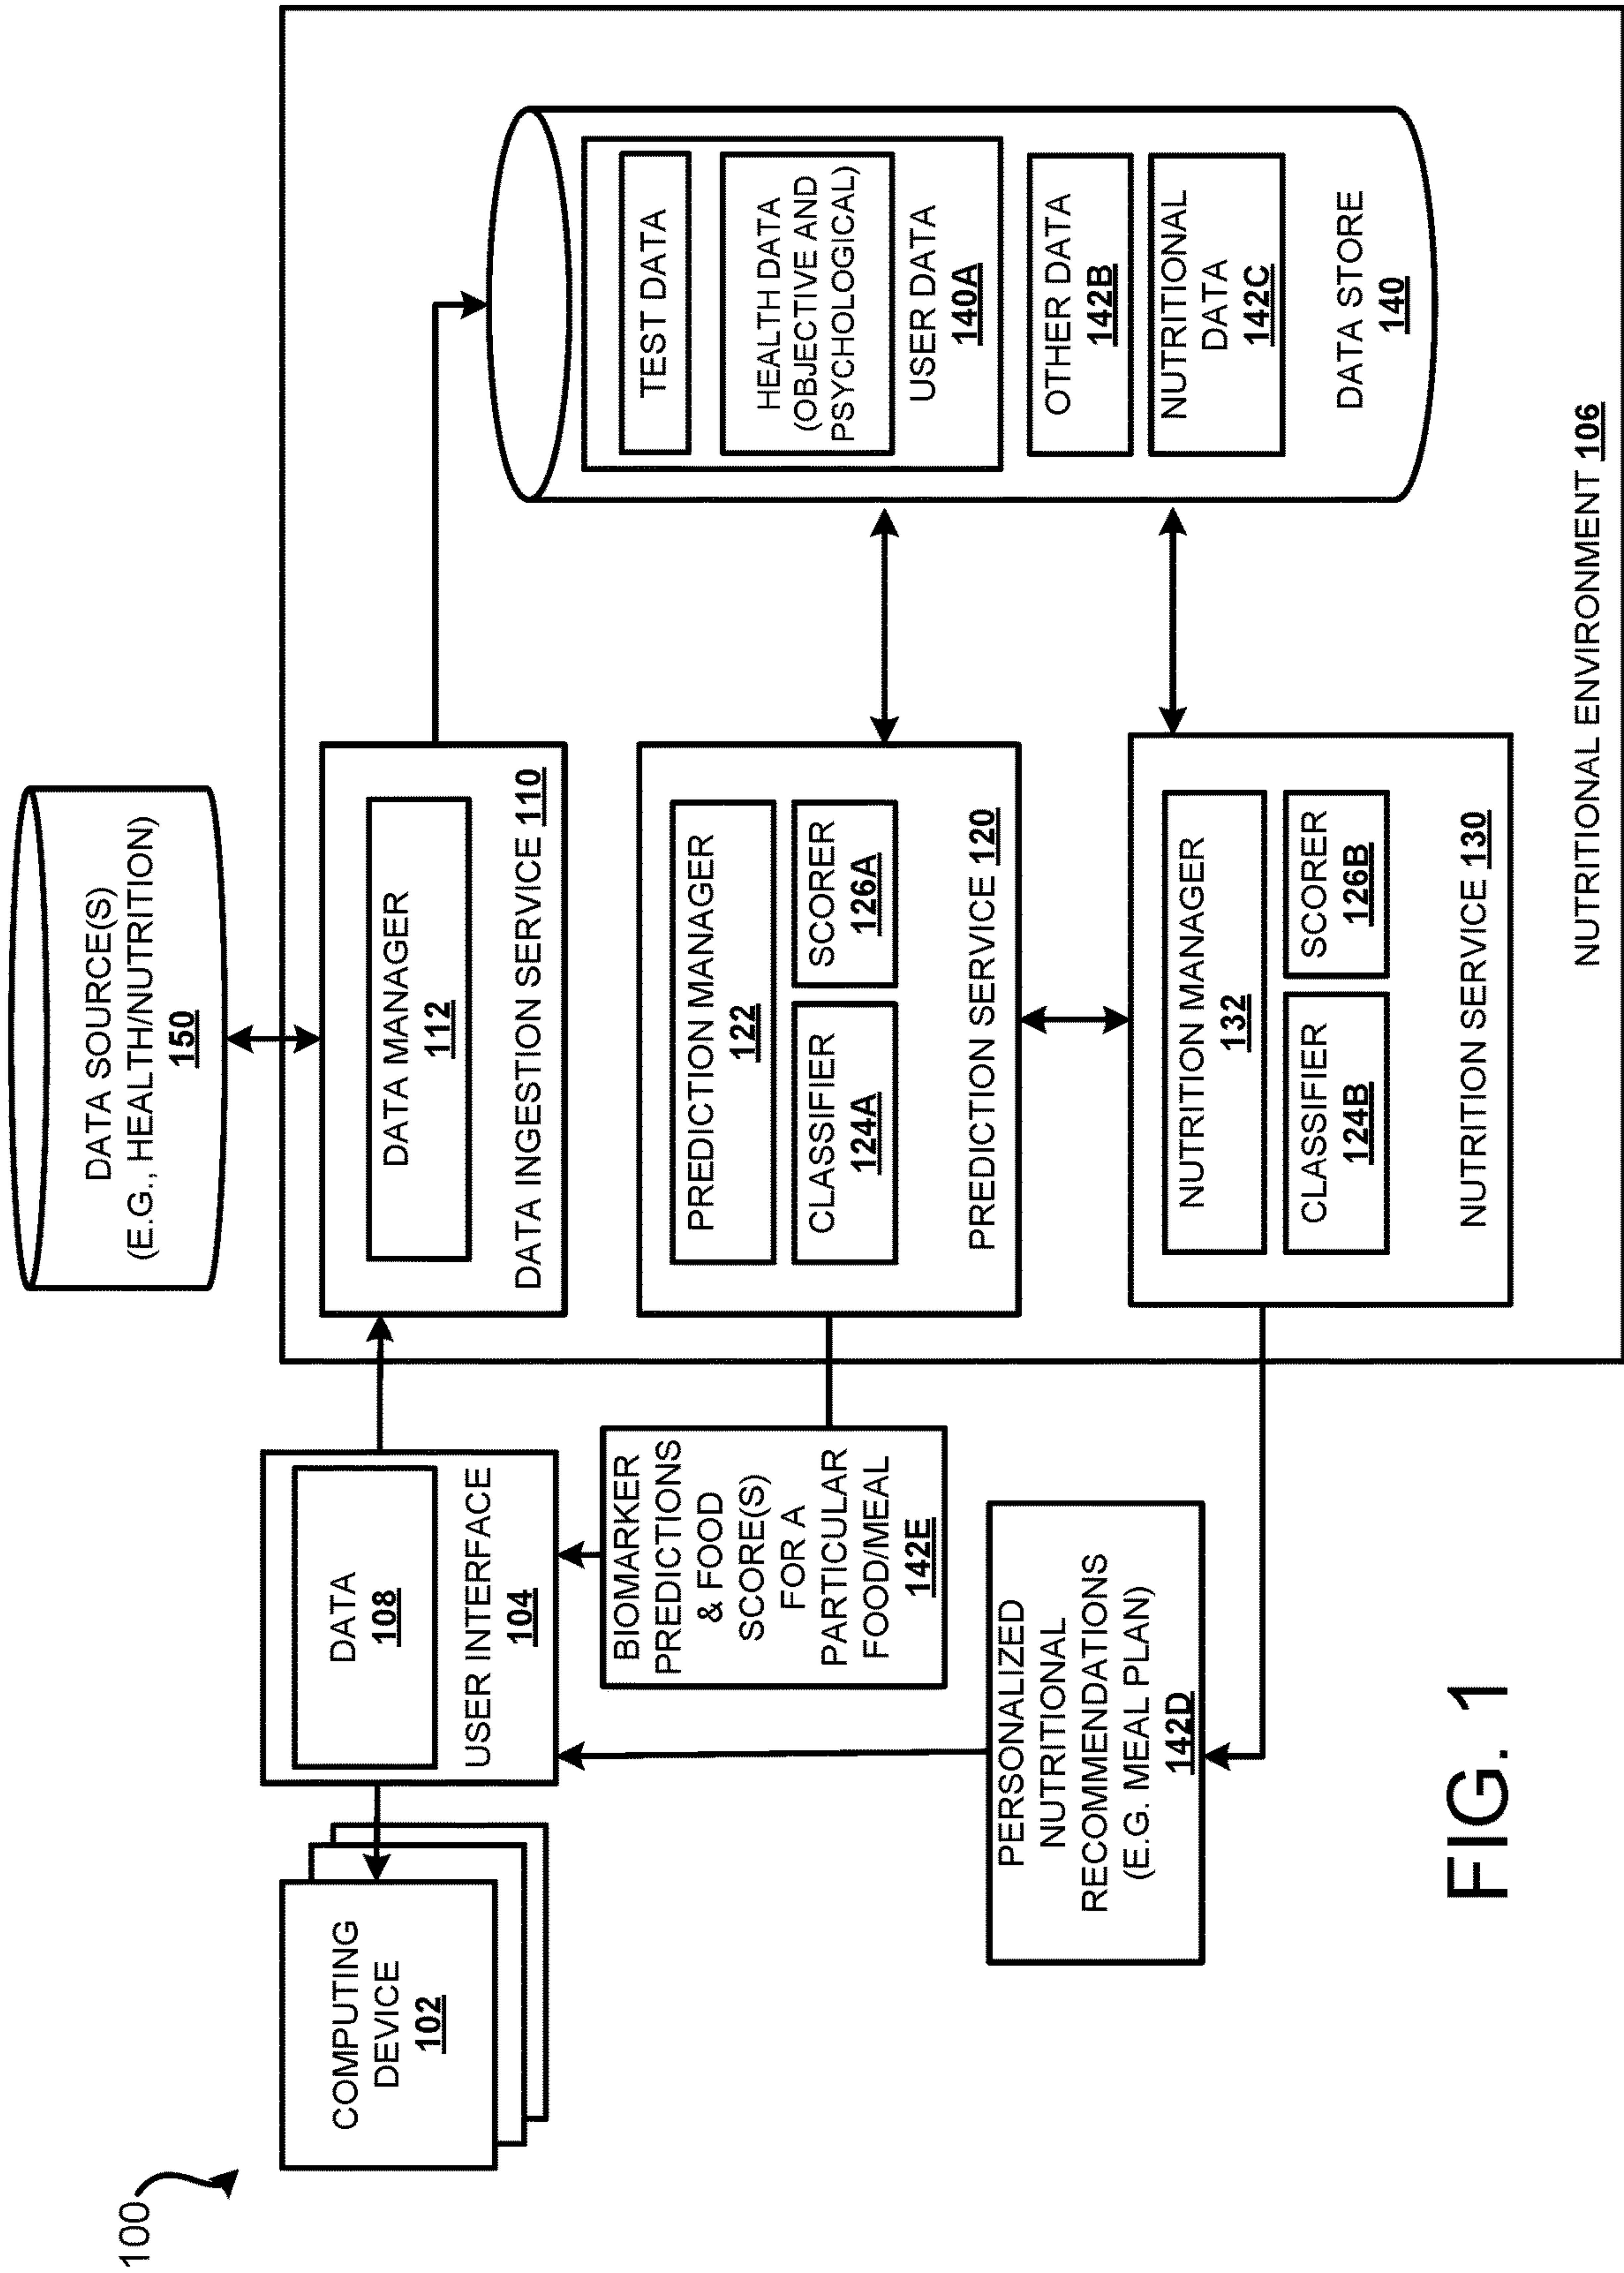 100
COMPUTING
DEVICE
102
DATA
108
USER INTERFACE
104
BIOMARKER
PREDICTIONS
& FOOD
SCORE(S)
FOR A
PARTICULAR
FOOD/MEAL
142E
PERSONALIZED
NUTRITIONAL
RECOMMENDATIONS
(E.G. MEAL PLAN)
142D
DATA SOURCE(S)
(E.G., HEALTH/NUTRITION)
150
DATA MANAGER
112
DATA INGESTION SERVICE 110
PREDICTION MANAGER
122
CLASSIFIER
124A
SCORER
126A
PREDICTION SERVICE 120
NUTRITION MANAGER
132
CLASSIFIER
124B
SCORER
126B
NUTRITION SERVICE 130
TEST DATA
HEALTH DATA
(OBJECTIVE AND
PSYCHOLOGICAL)
USER DATA
140A
OTHER DATA
142B
NUTRITIONAL
DATA
142C
DATA STORE
140
NUTRITIONAL ENVIRONMENT 106
FIG. 1